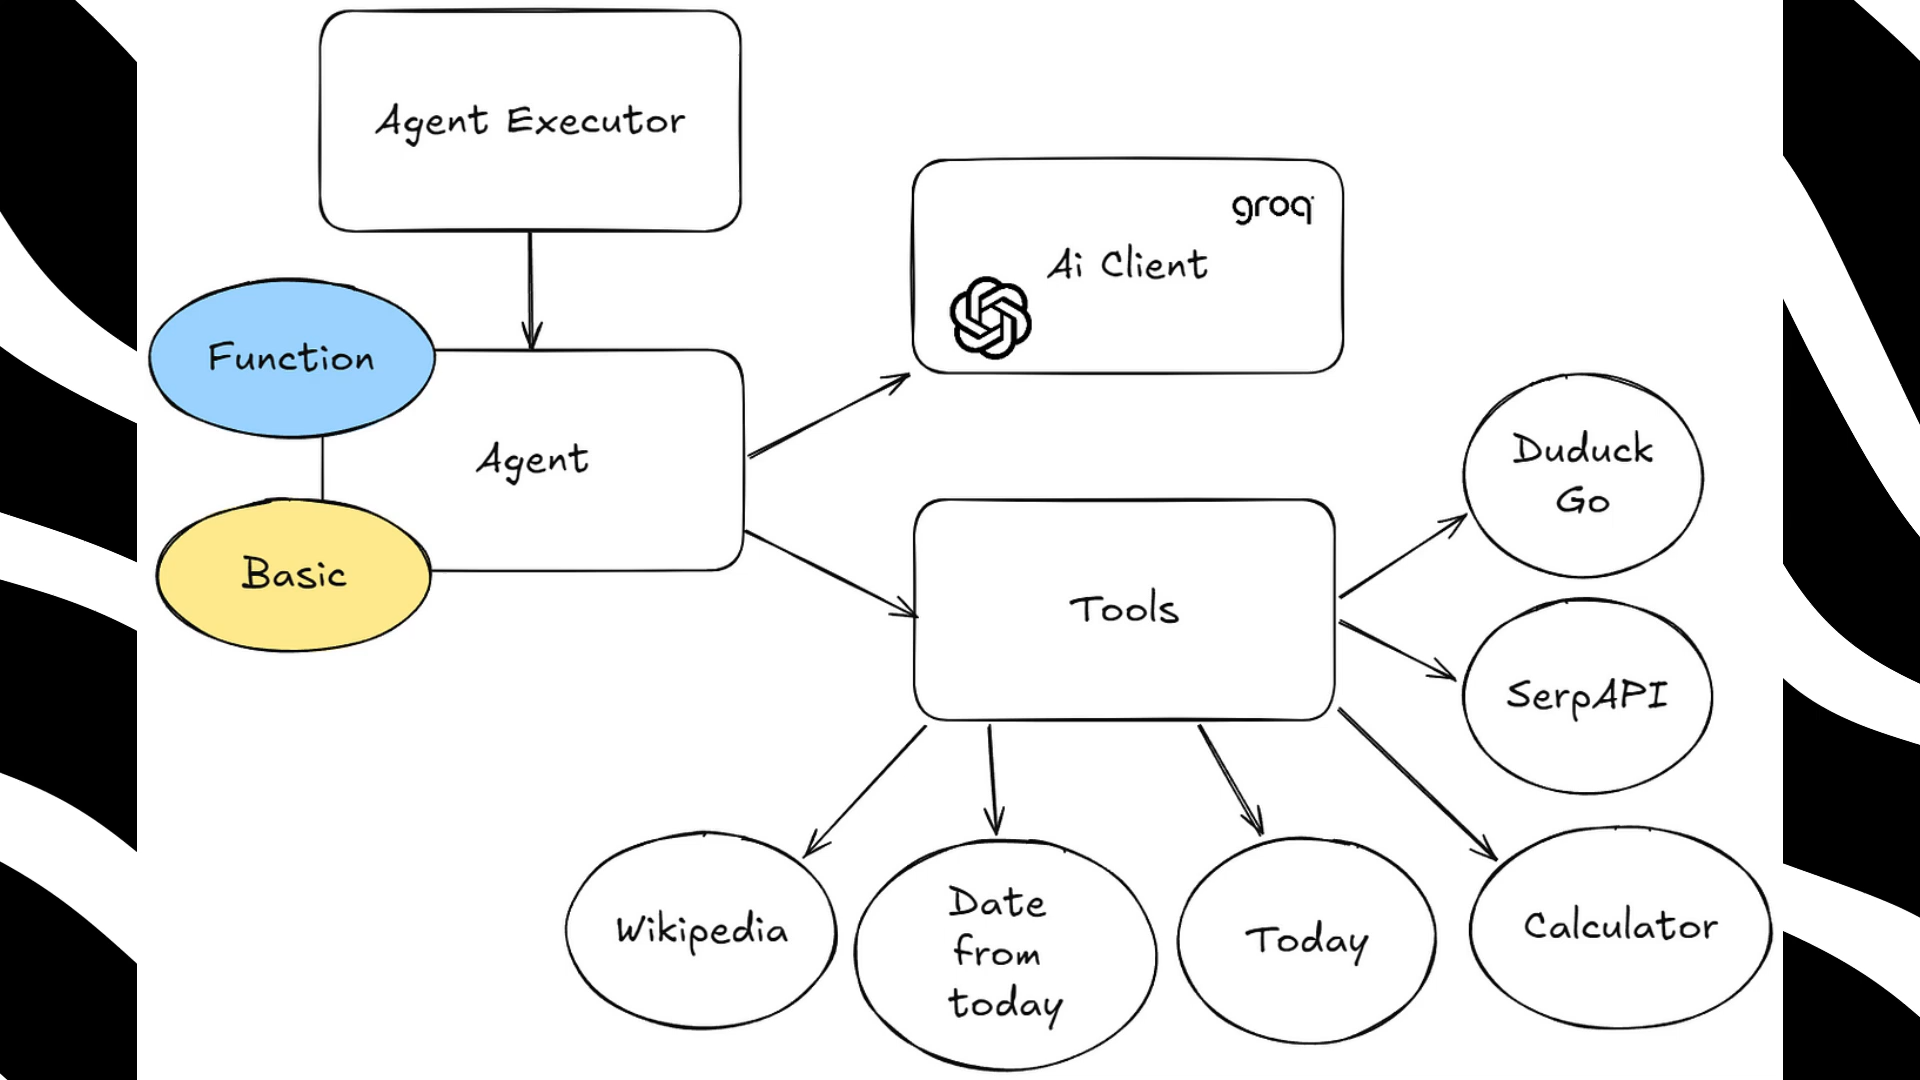 Agent Executor
groq
Ai Client
Function
Agent
Basic
Duduck
Go
Tools
SerpAPI
Wikipedia
Date
from
today
Today
Calculator